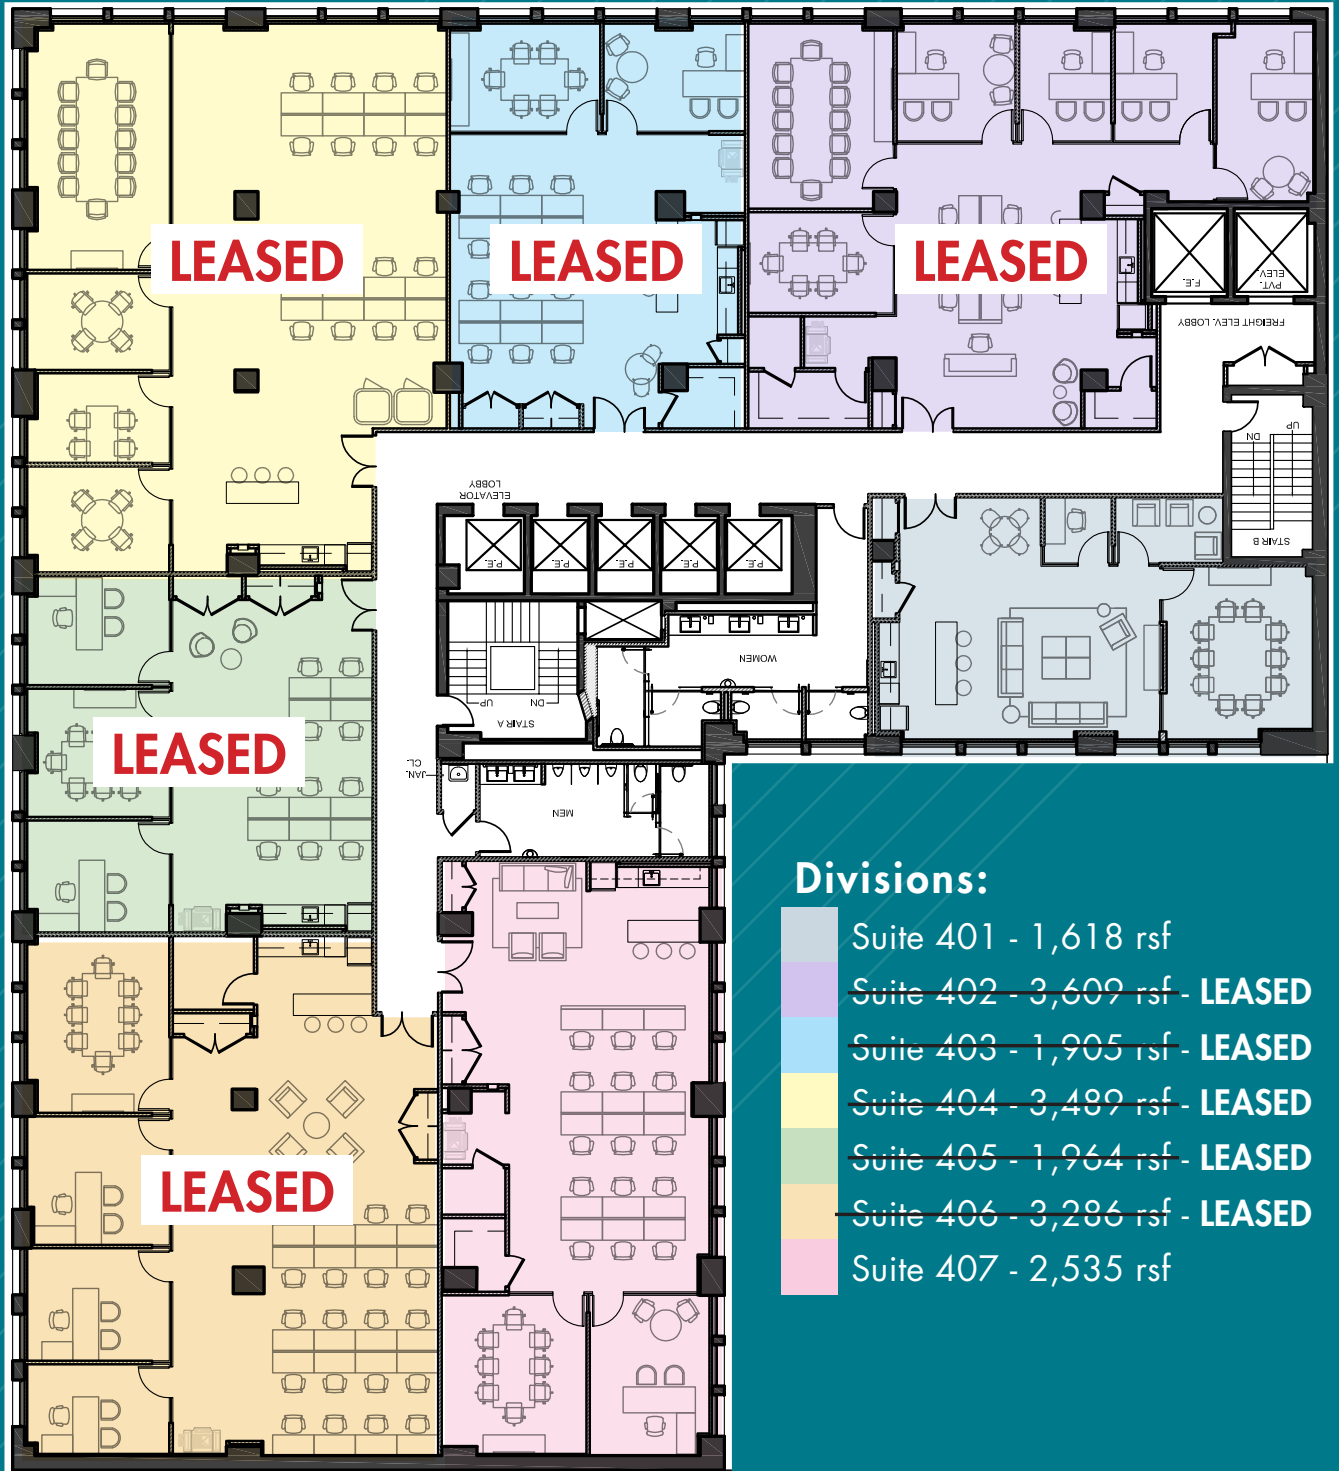 LEASED
LEASED
LEASED
F.E.
PVT.
ELEV.
FREIGHT ELEV. LOBBY
UP
DN
STAIR B
ELEVATOR
LOBBY
P.E.
P.E.
P.E.
P.E.
P.E.
WOMEN
UP
DN
STAIR A
JAN.
CL.
MEN
LEASED
LEASED
Divisions:
Suite 401 - 1,618 rsf
Suite 402 - 3,609 rsf - LEASED
Suite 403 - 1,905 rsf - LEASED
Suite 404 - 3,489 rsf - LEASED
Suite 405 - 1,964 rsf - LEASED
Suite 406 - 3,286 rsf - LEASED
Suite 407 - 2,535 rsf